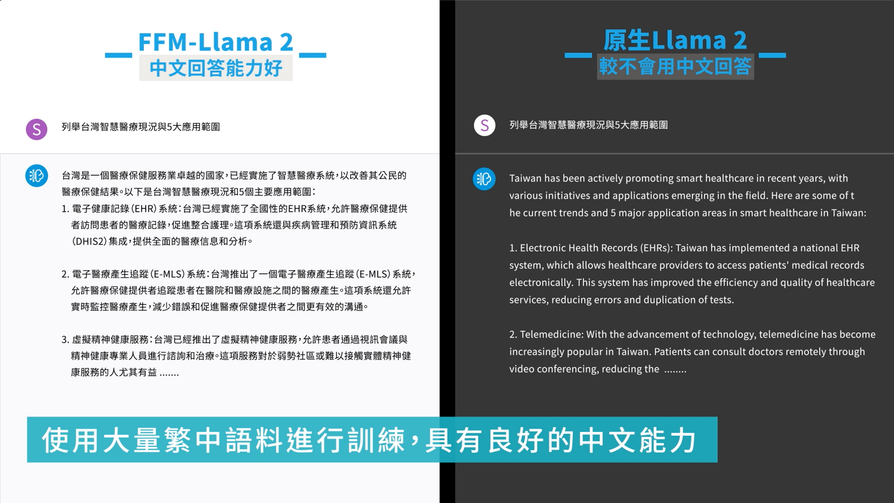 FFM-Llama 2
中文回答能力好
S
列舉台灣智慧醫療現況與5大應用範圍
台灣是一個醫療保健服務業卓越的國家，已經實施了智慧醫療系統，以改善其公民的
醫療保健結果。以下是台灣智慧醫療現況和5個主要應用範圍：
1. 電子健康記錄（EHR）系統：台灣已經實施了全國性的EHR系統，允許醫療保健提供
者訪問患者的醫療記錄，促進整合護理。這項系統還與疾病管理和預防資訊系統
（DHIS2）集成，提供全面的醫療信息和分析。
2. 電子醫療產生追蹤（E-MLS）系統：台灣推出了一個電子醫療產生追蹤（E-MLS）系統，
允許醫療保健提供者追蹤患者在醫院和醫療設施之間的醫療產生。這項系統還允許
實時監控醫療產生，減少錯誤和促進醫療保健提供者之間更有效的溝通。
3. 虛擬精神健康服務：台灣已經推出了虛擬精神健康服務，允許患者通過視訊會議與
精神健康專業人員進行諮詢和治療。這項服務對於弱勢社區或難以接觸實體精神健
康服務的人尤其有益 .......
原生Llama 2
較不會用中文回答
S
列舉台灣智慧醫療現況與5大應用範圍
Taiwan has been actively promoting smart healthcare in recent years, with
various initiatives and applications emerging in the field. Here are some of t
he current trends and 5 major application areas in smart healthcare in Taiwan:
1. Electronic Health Records (EHRs): Taiwan has implemented a national EHR
system, which allows healthcare providers to access patients' medical records
electronically. This system has improved the efficiency and quality of healthcare
services, reducing errors and duplication of tests.
2. Telemedicine: With the advancement of technology, telemedicine has become
increasingly popular in Taiwan. Patients can consult doctors remotely through
video conferencing, reducing the ........
使用大量繁中語料進行訓練，具有良好的中文能力